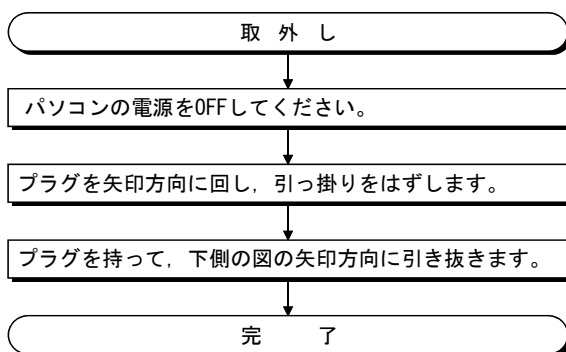 取 外 し
パソコンの電源をOFFしてください。
プラグを矢印方向に回し，引っ掛りをはずします。
プラグを持って，下側の図の矢印方向に引き抜きます。
完 了